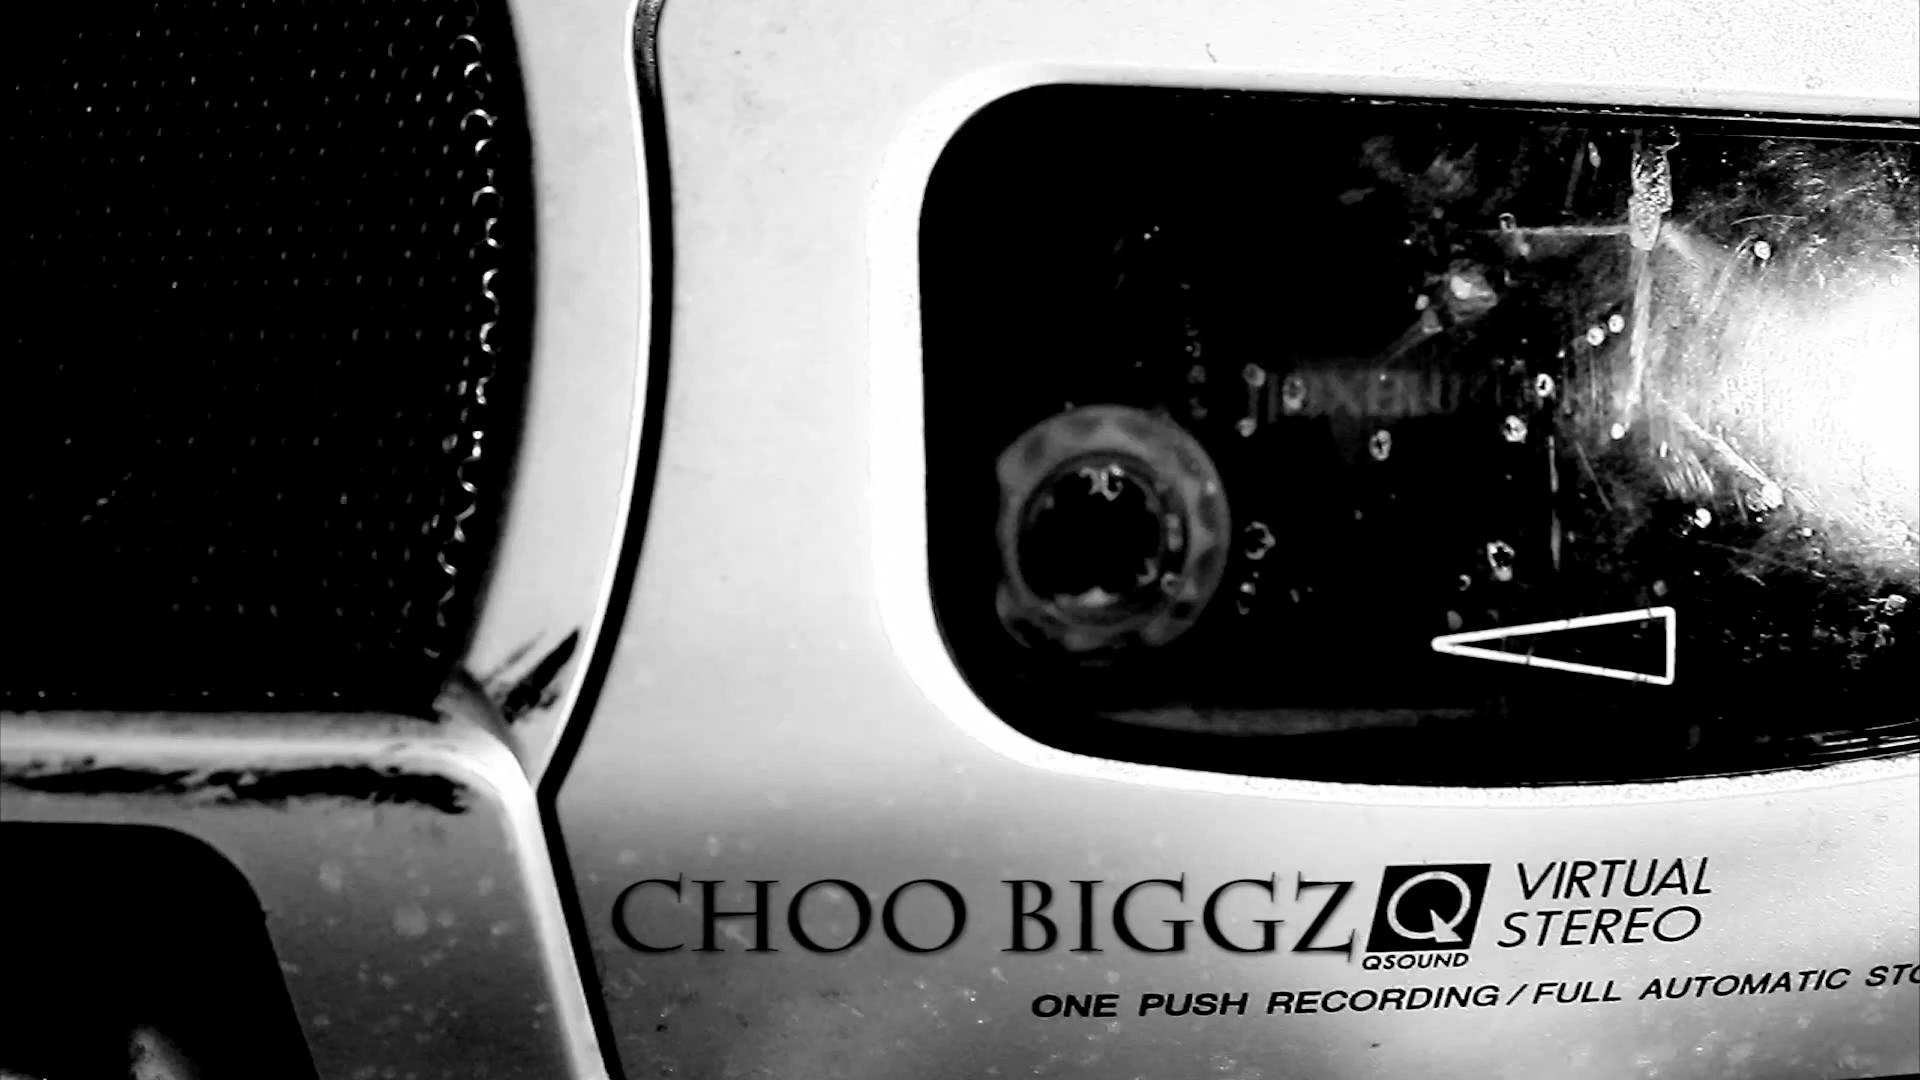 CHOO BIGGZ
Q VIRTUAL
STEREO
QSOUND
ONE PUSH RECORDING / FULL AUTOMATIC